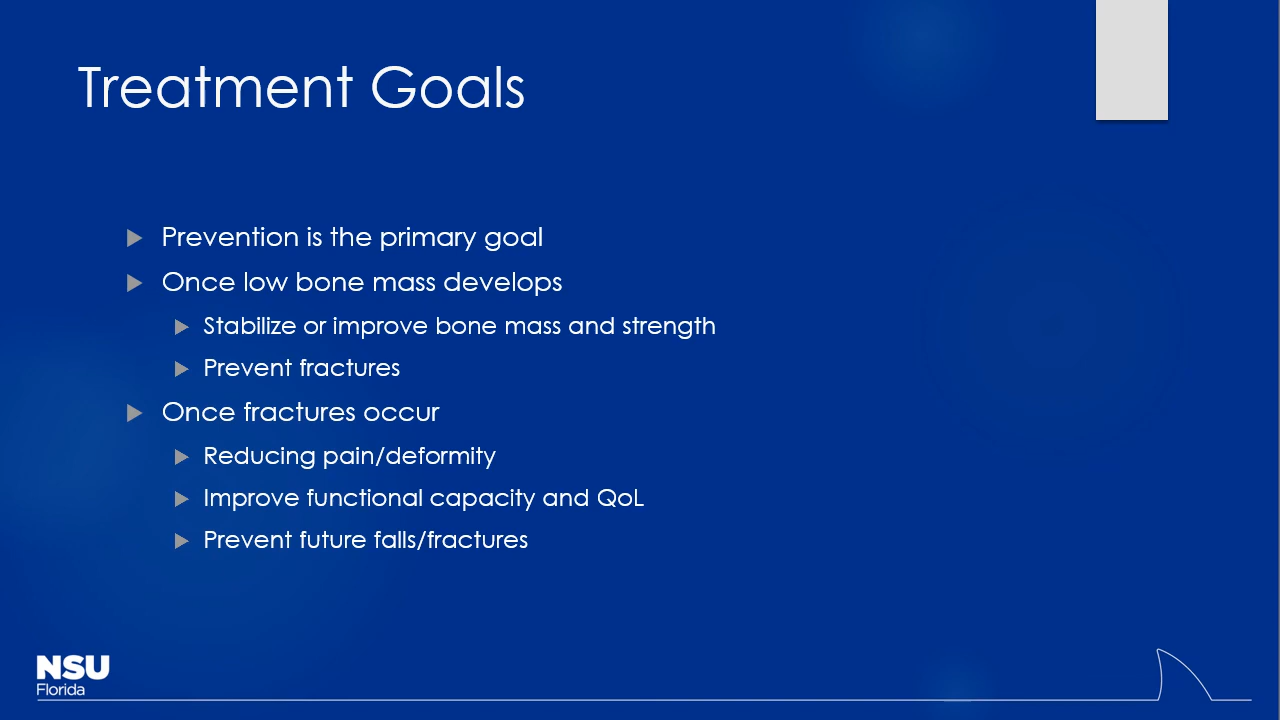 Treatment Goals
Prevention is the primary goal
Once low bone mass develops
Stabilize or improve bone mass and strength
Prevent fractures
Once fractures occur
Reducing pain/deformity
Improve functional capacity and QoL
Prevent future falls/fractures
NSU
Florida